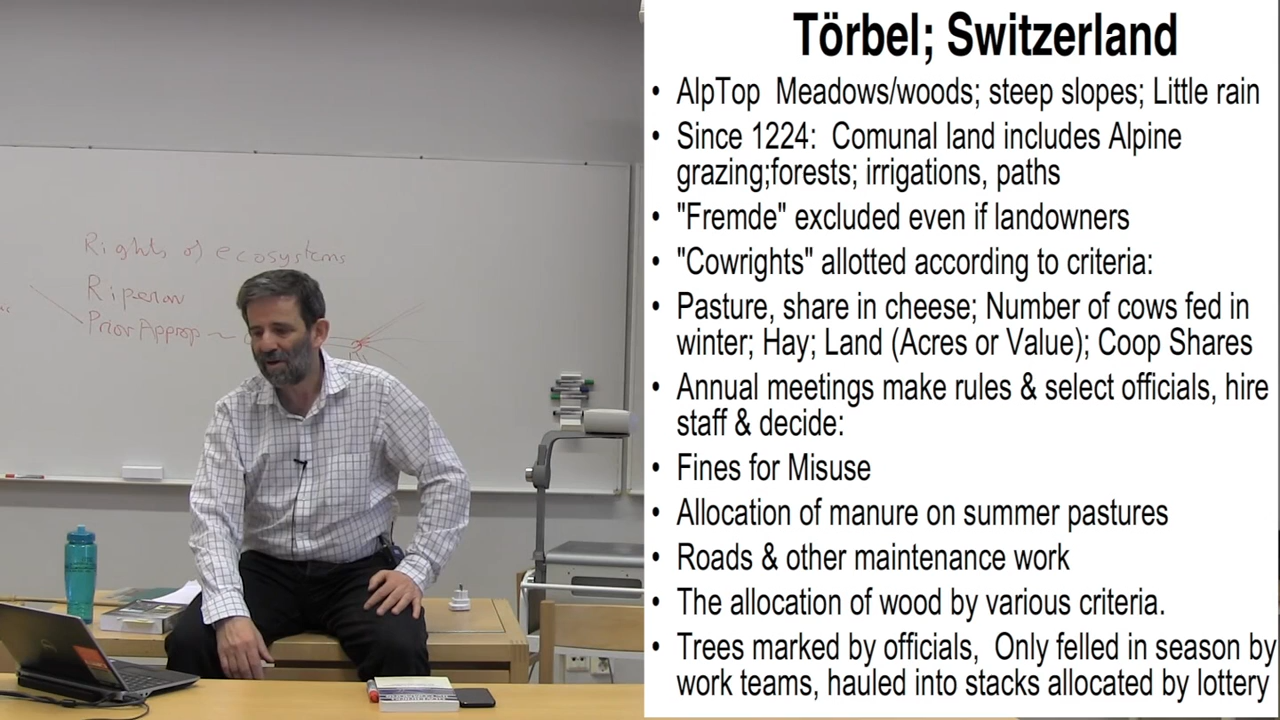 Törbel; Switzerland
• AlpTop Meadows/woods; steep slopes; Little rain
• Since 1224: Comunal land includes Alpine
grazing;forests; irrigations, paths
• "Fremde" excluded even if landowners
• "Cowrights" allotted according to criteria:
• Pasture, share in cheese; Number of cows fed in
winter; Hay; Land (Acres or Value); Coop Shares
• Annual meetings make rules & select officials, hire
staff & decide:
• Fines for Misuse
• Allocation of manure on summer pastures
• Roads & other maintenance work
• The allocation of wood by various criteria.
• Trees marked by officials, Only felled in season by
work teams, hauled into stacks allocated by lottery
Rights of ecosystems
Riperan
Prior Approp